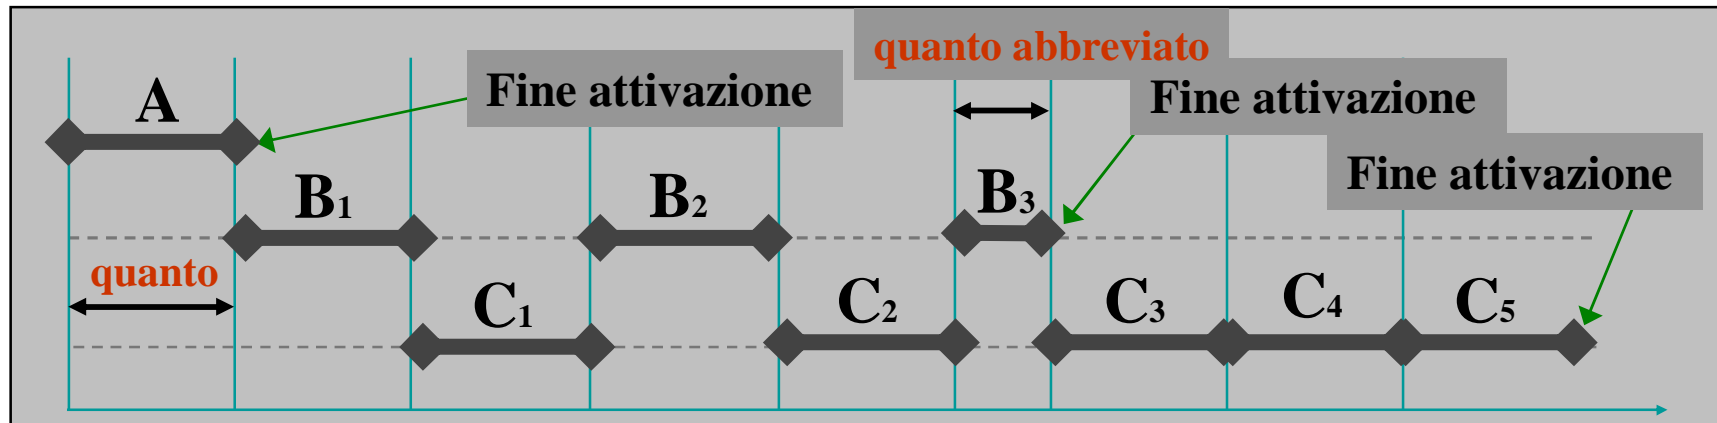 quanto abbreviato
A
Fine attivazione
Fine attivazione
Fine attivazione
B1
B2
B3
quanto
C1
C2
C3
C4
C5